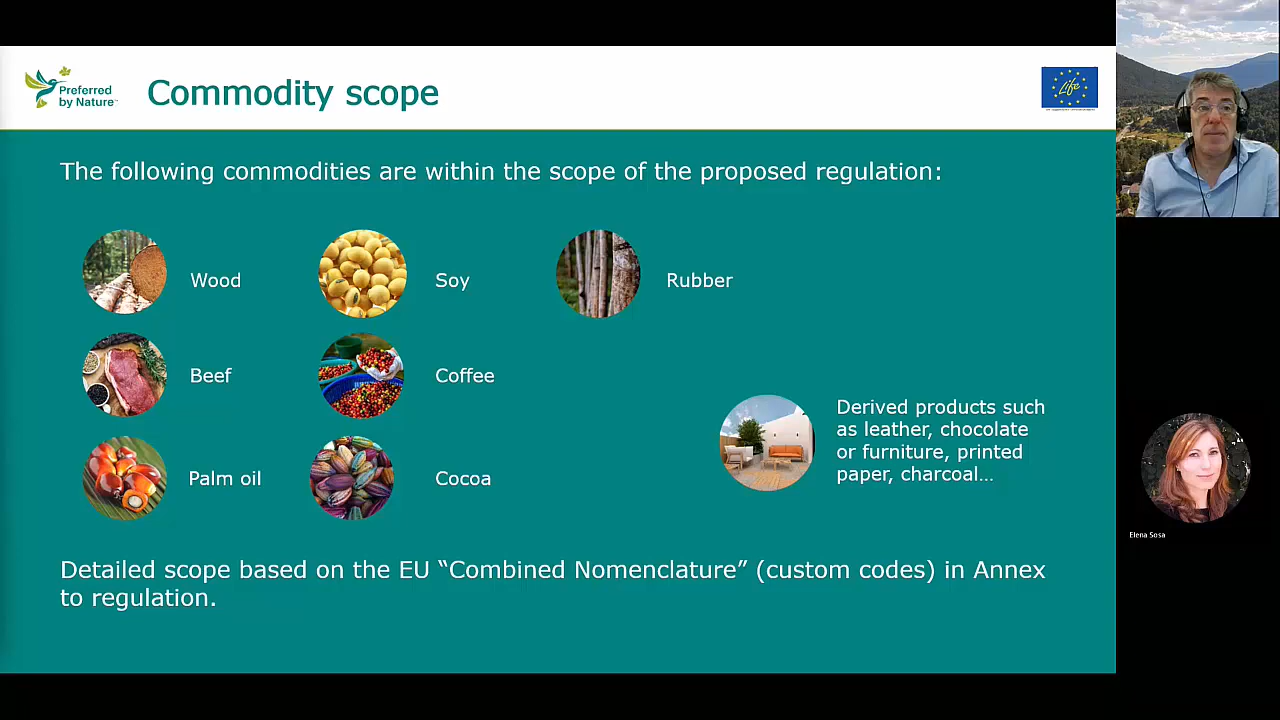 Preferred
by Nature™
Commodity scope
Life
The following commodities are within the scope of the proposed regulation:
Wood
Soy
Rubber
Beef
Coffee
Derived products such
as leather, chocolate
or furniture, printed
paper, charcoal...
Palm oil
Cocoa
Elena Sosa
Detailed scope based on the EU “Combined Nomenclature” (custom codes) in Annex
to regulation.